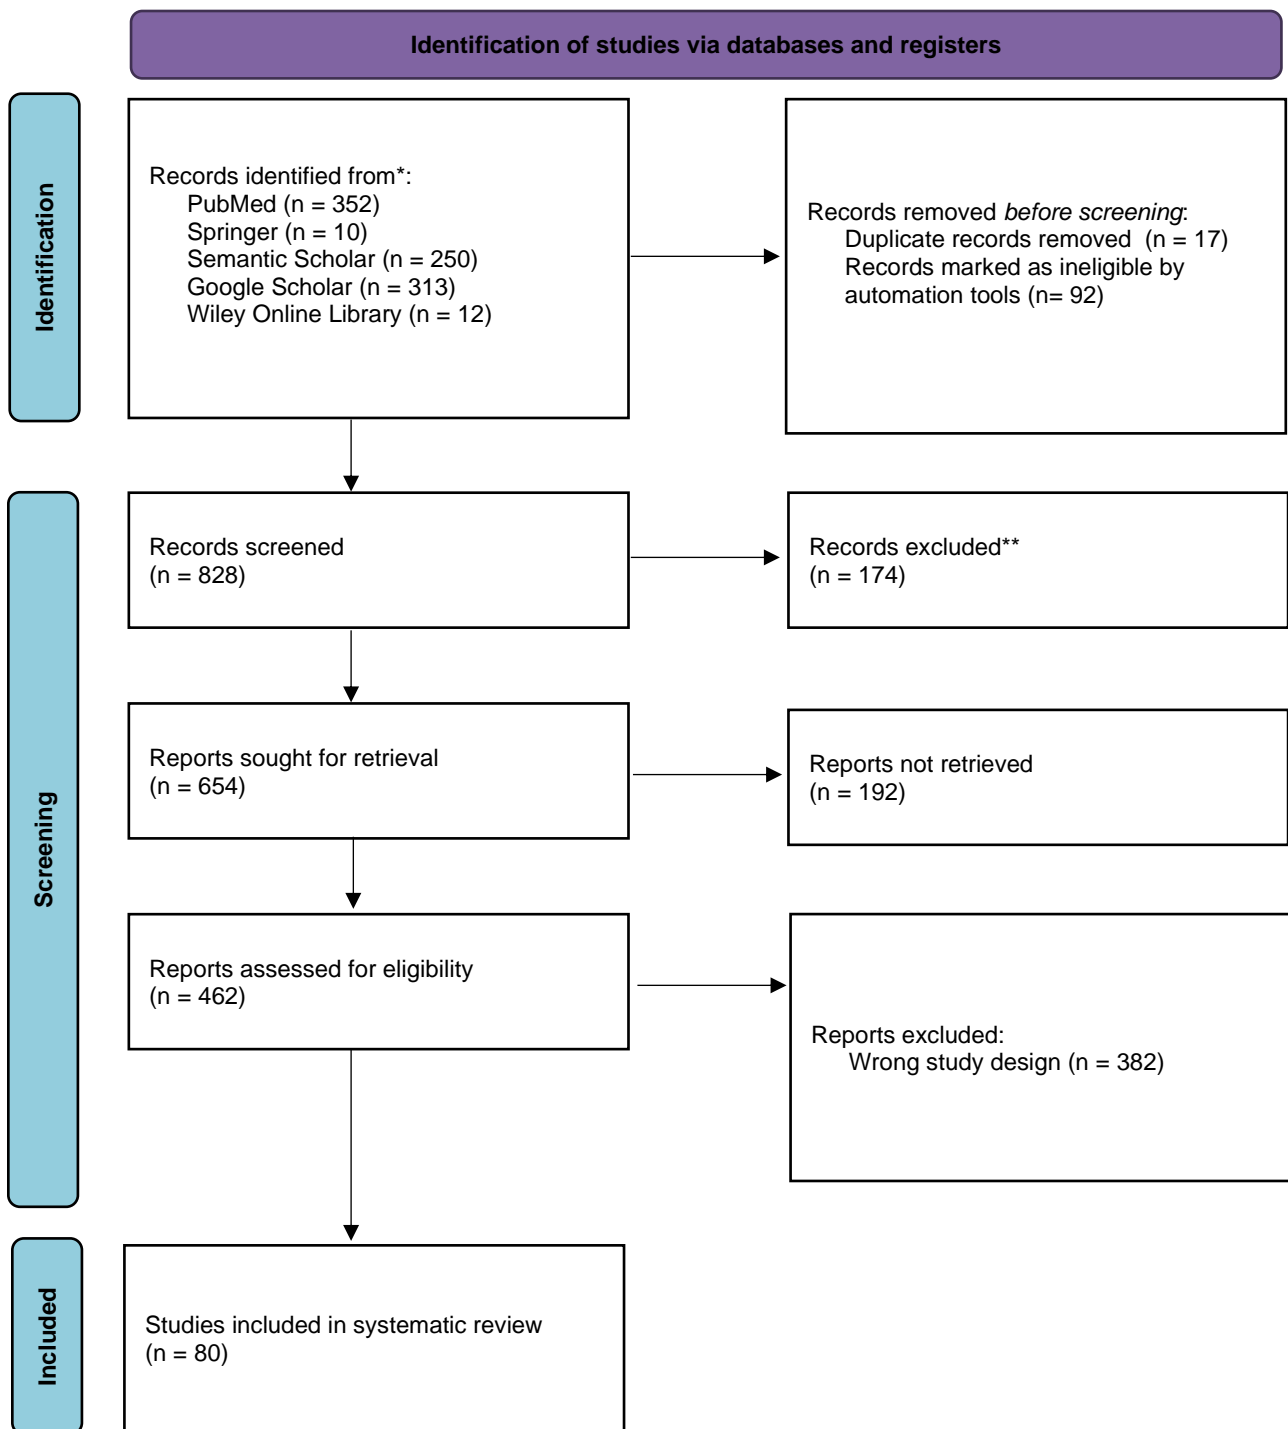 Identification of studies via databases and registers
Identification
Records identified from*:
PubMed (n = 352)
Springer (n = 10)
Semantic Scholar (n = 250)
Google Scholar (n = 313)
Wiley Online Library (n = 12)
Records removed before screening:
Duplicate records removed (n = 17)
Records marked as ineligible by
automation tools (n= 92)
Screening
Records screened
(n = 828)
Records excluded**
(n = 174)
Reports sought for retrieval
(n = 654)
Reports not retrieved
(n = 192)
Reports assessed for eligibility
(n = 462)
Reports excluded:
Wrong study design (n = 382)
Included
Studies included in systematic review
(n = 80)